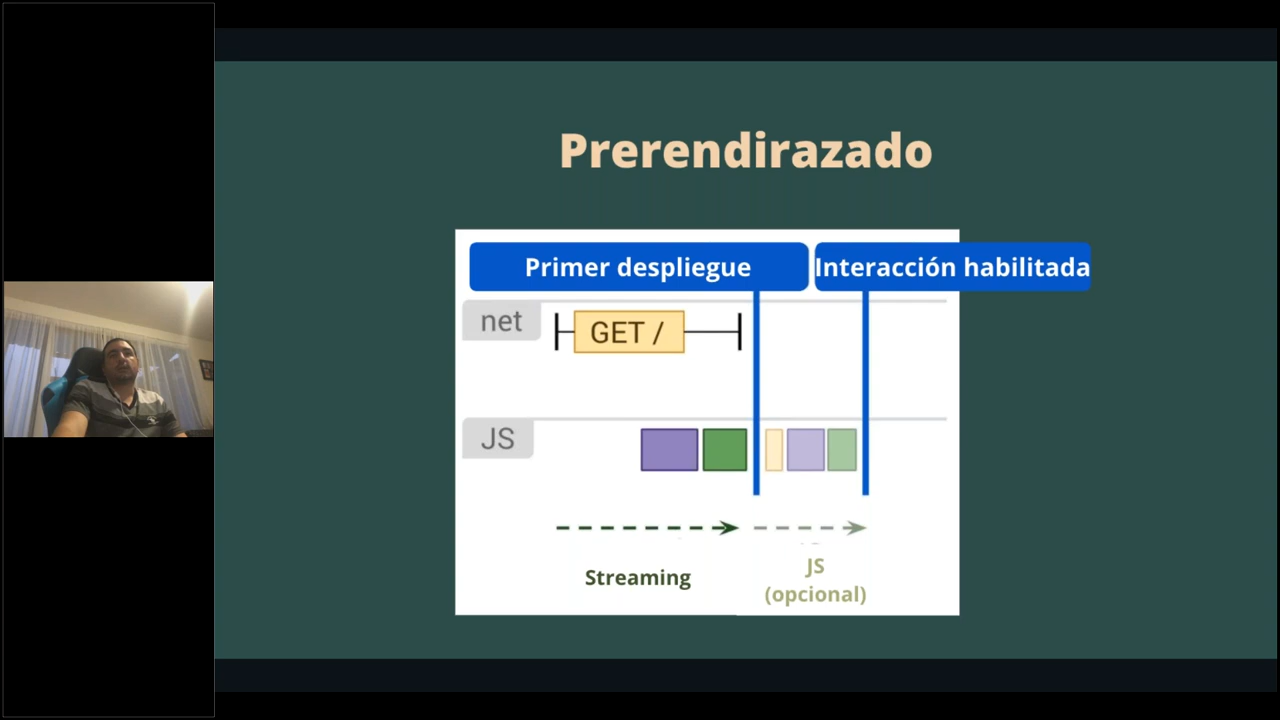 Prerendirazado
Primer despliegue
Interacción habilitada
net
GET /
JS
Streaming
JS
(opcional)